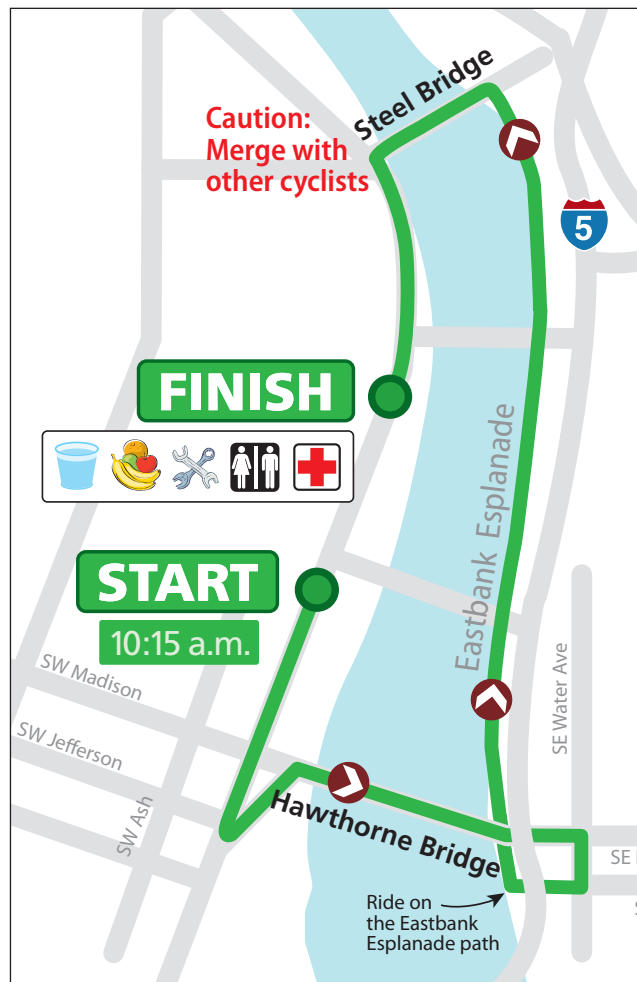 Steel Bridge
Caution:
Merge with
other cyclists
5
FINISH
Eastbank Esplanade
START
10:15 a.m.
SW Madison
SW Jefferson
SW Ash
SE Water Ave
Hawthorne Bridge
SE
Ride on
the Eastbank
Esplanade path